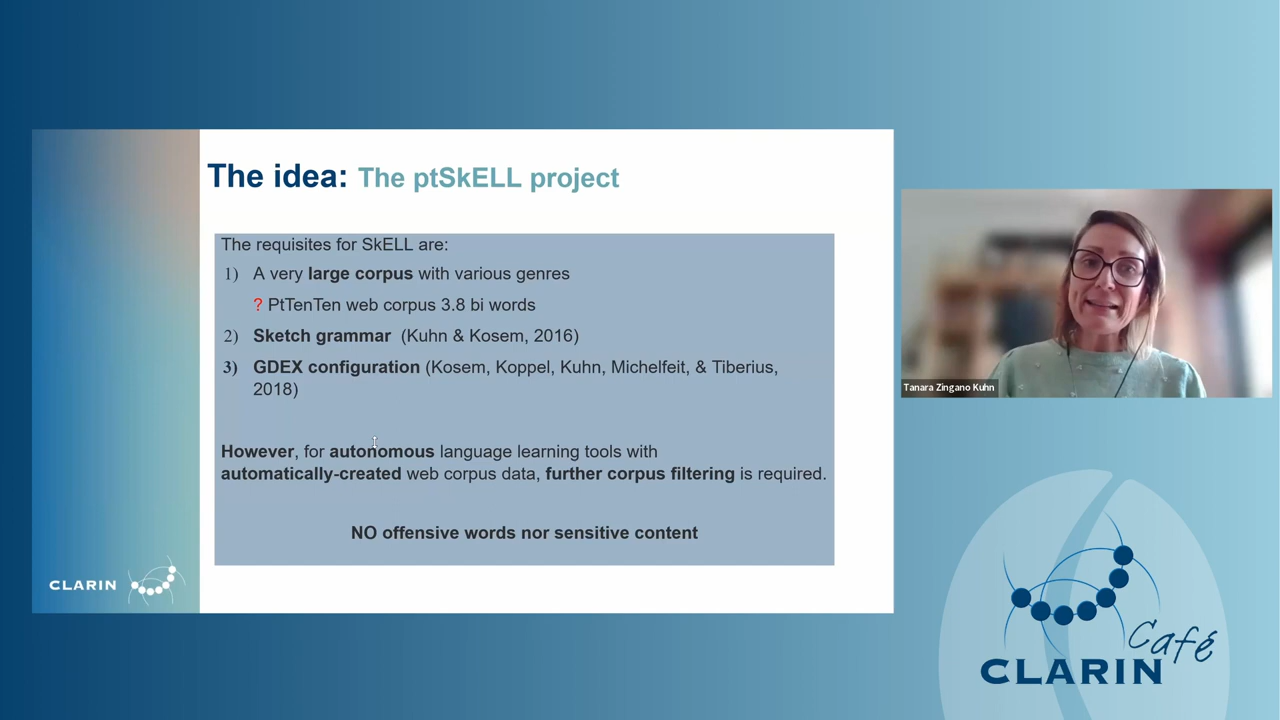 The idea: The ptSkELL project
The requisites for SkELL are:
1) A very large corpus with various genres
? PtTenTen web corpus 3.8 bi words
2) Sketch grammar (Kuhn & Kosem, 2016)
3) GDEX configuration (Kosem, Koppel, Kuhn, Michelfeit, & Tiberius,
2018)
However, for autonomous language learning tools with
automatically-created web corpus data, further corpus filtering is required.
NO offensive words nor sensitive content
CLARIN
Tanara Zingano Kuhn
Café
CLARIN